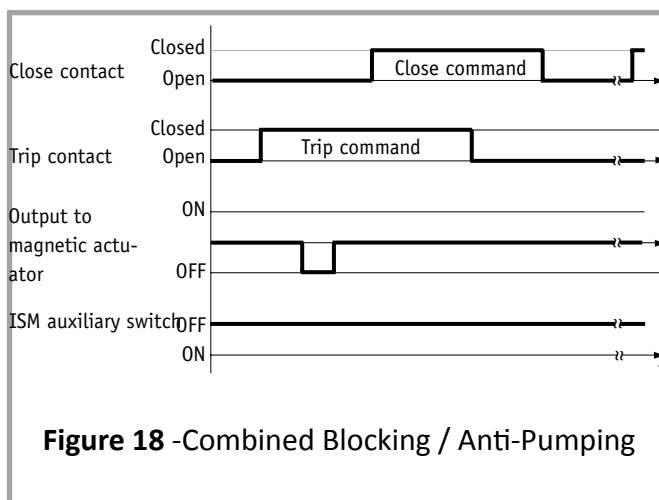 Closed
Close contact
Open
Close command
Closed
Trip contact
Open
Trip command
ON
Output to
magnetic actu-
ator
OFF
ISM auxiliary switch
OFF
ON
Figure 18 -Combined Blocking / Anti-Pumping